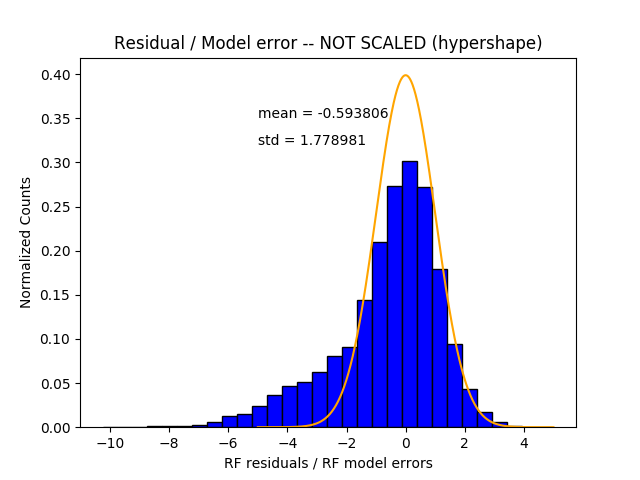 Residual / Model error -- NOT SCALED (hypershape)
0.40
0.35
0.30
0.25
0.20
0.15
0.10
0.05
0.00
Normalized Counts
mean = -0.593806
std = 1.778981
−10 −8 −6 −4 −2 0 2 4
RF residuals / RF model errors